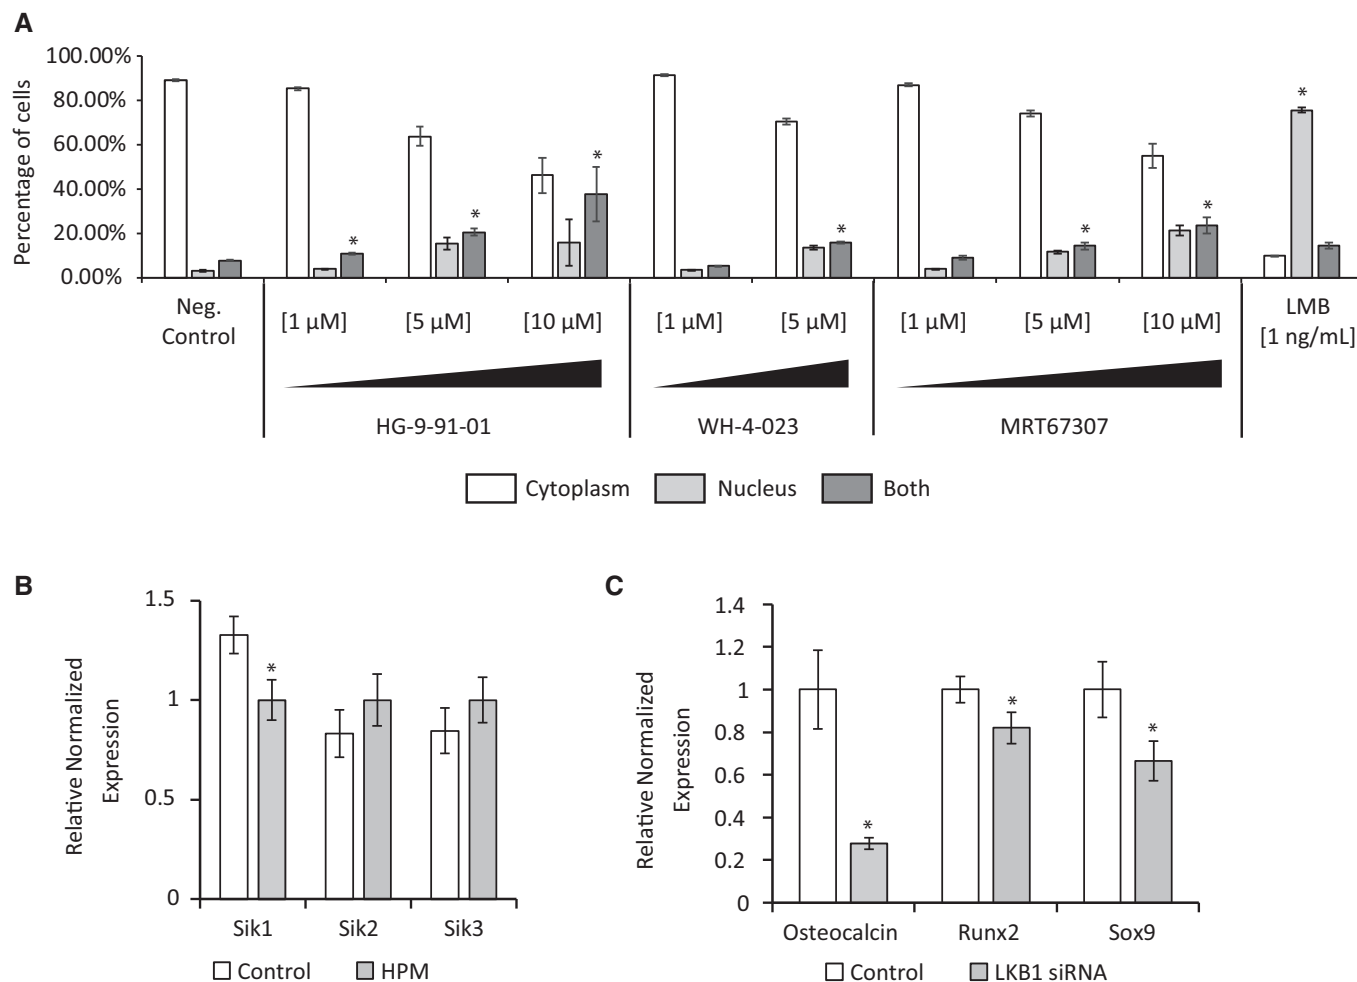 A
Percentage of cells
100.00%
80.00%
60.00%
40.00%
20.00%
0.00%
* * * * * * *
Neg.
Control
[1 µM] [5 µM] [10 µM] [1 µM] [5 µM] [1 µM] [5 µM] [10 µM]
LMB
[1 ng/mL]
HG-9-91-01 WH-4-023 MRT67307
Cytoplasm Nucleus Both
B
Relative Normalized
Expression
1.5
1
0.5
0
*
Sik1 Sik2 Sik3
Control HPM
C
Relative Normalized
Expression
1.4
1.2
1
0.8
0.6
0.4
0.2
0
* * *
Osteocalcin Runx2 Sox9
Control LKB1 siRNA